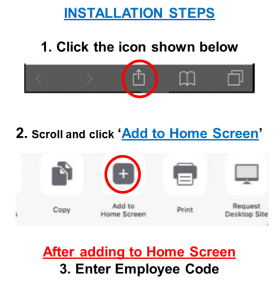 INSTALLATION STEPS
1. Click the icon shown below
2. Scroll and click ‘Add to Home Screen’
s
Copy
Add to
Home Screen
Print
Request
Desktop Site
After adding to Home Screen
3. Enter Employee Code